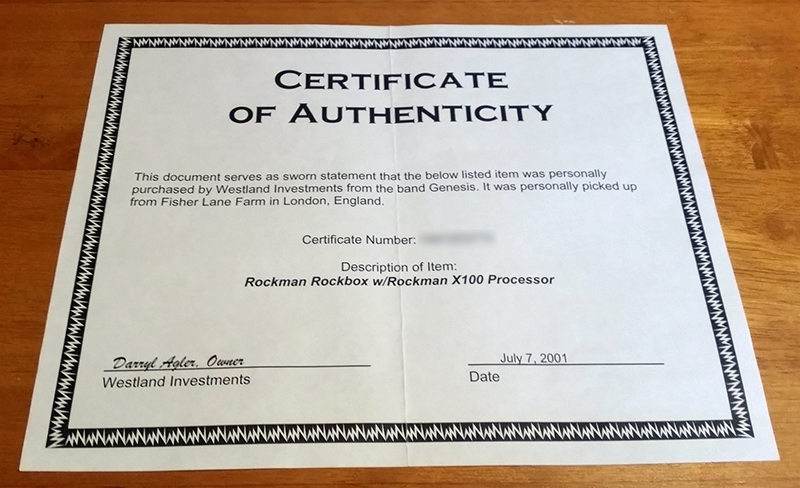 CERTIFICATE
OF AUTHENTICITY
This document serves as sworn statement that the below listed item was personally
purchased by Westland Investments from the band Genesis. It was personally picked up
from Fisher Lane Farm in London, England.
Certificate Number:
Description of Item:
Rockman Rockbox w/Rockman X100 Processor
Darryl Agler, Owner
Westland Investments
July 7, 2001
Date